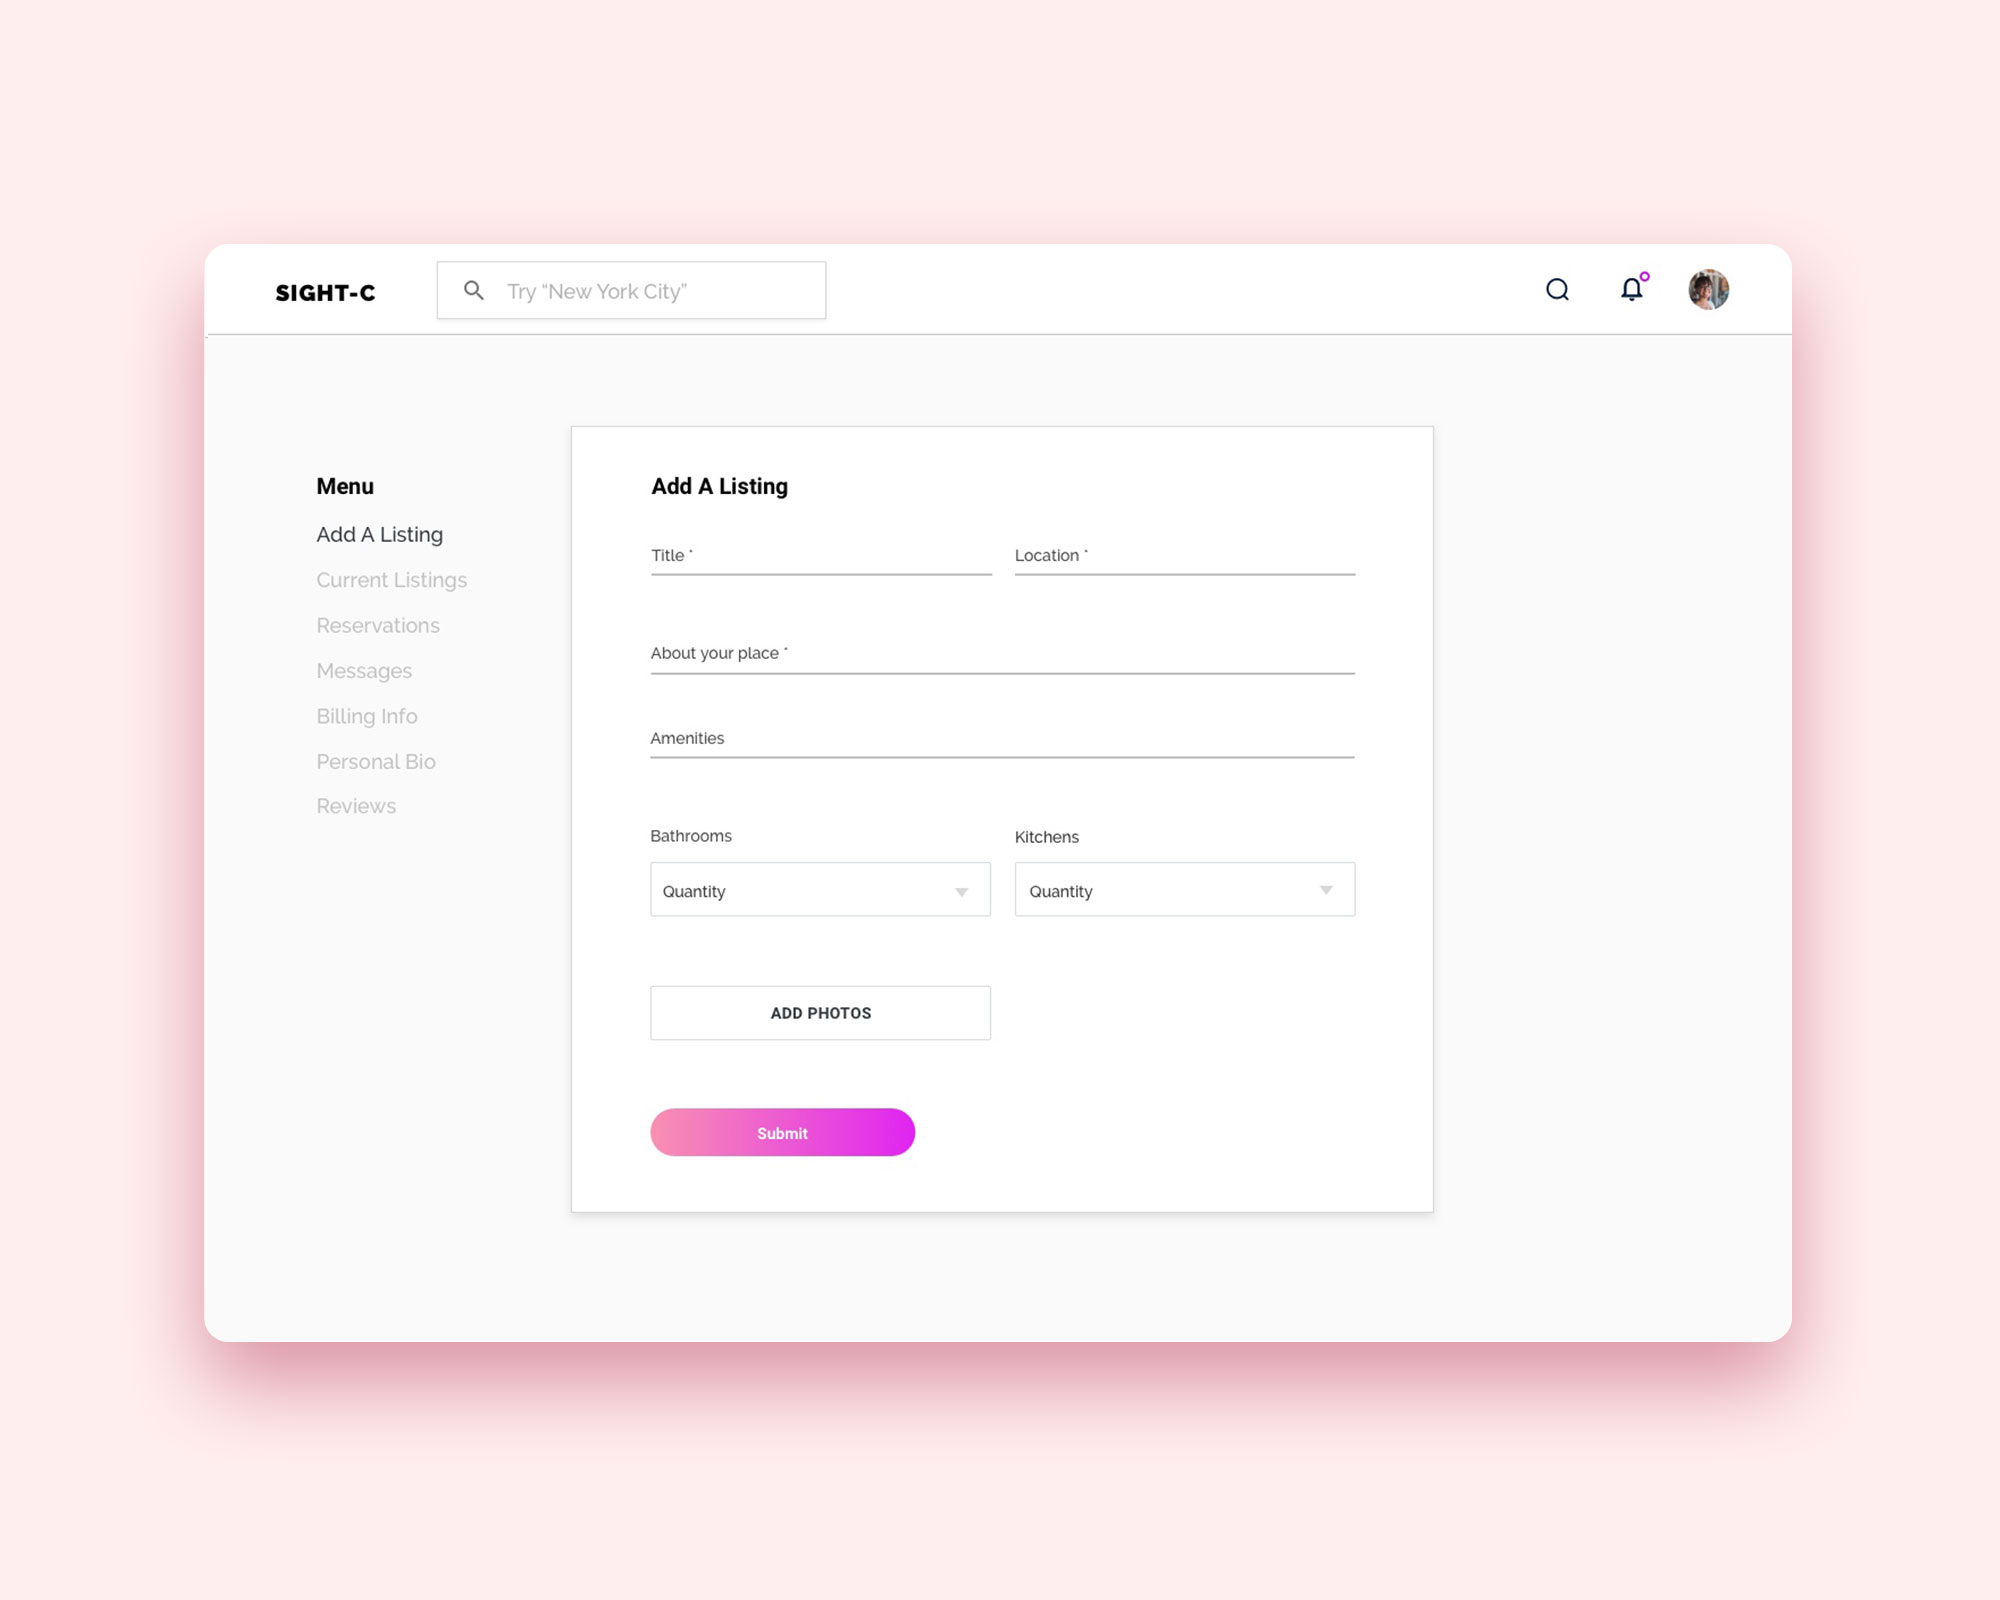 SIGHT-C
Try “New York City”
Menu
Add A Listing
Current Listings
Reservations
Messages
Billing Info
Personal Bio
Reviews
Add A Listing
Title *
Location *
About your place *
Amenities
Bathrooms
Kitchens
Quantity
Quantity
ADD PHOTOS
Submit